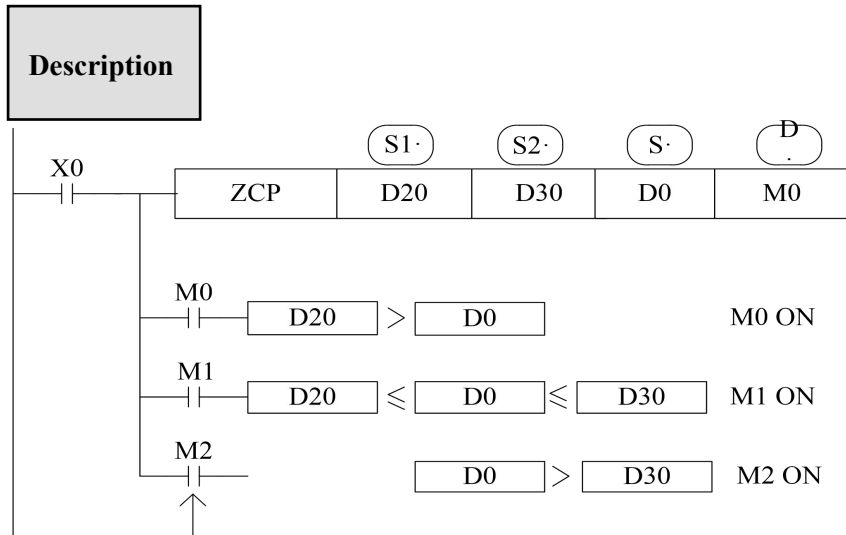 Description
S1· S2· S· D·
X0
ZCP D20 D30 D0 M0
M0
D20 > D0 M0 ON
M1
D20 ≤ D0 ≤ D30 M1 ON
M2
D0 > D30 M2 ON